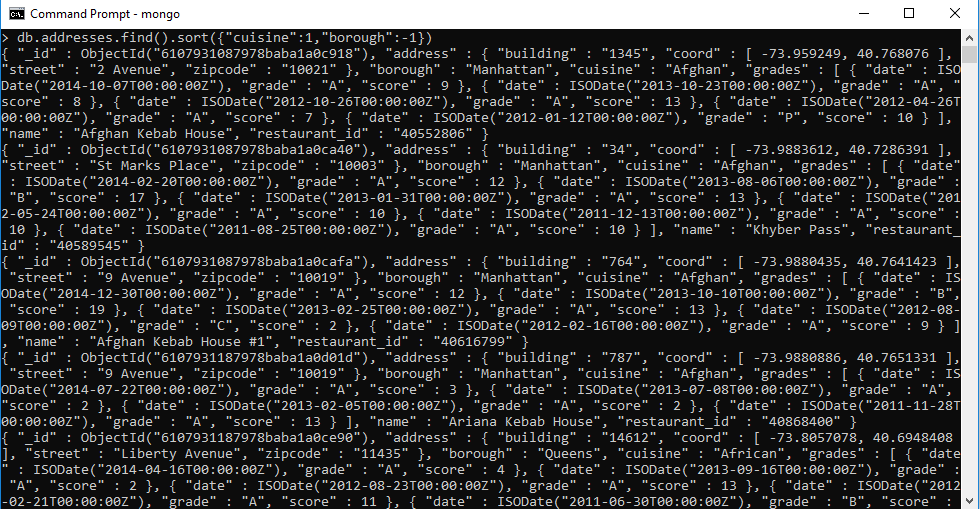 Command Prompt - mongo
> db.addresses.find().sort({"cuisine":1,"borough":-1})
{ "_id" : ObjectId("6107931087978baba1a0c918"), "address" : { "building" : "1345", "coord" : [ -73.959249, 40.768076 ],
"street" : "2 Avenue", "zipcode" : "10021" }, "borough" : "Manhattan", "cuisine" : "Afghan", "grades" : [ { "date" : ISO
Date("2014-10-07T00:00:00Z"), "grade" : "A", "score" : 9 }, { "date" : ISODate("2013-10-23T00:00:00Z"), "grade" : "A", "
score" : 8 }, { "date" : ISODate("2012-10-26T00:00:00Z"), "grade" : "A", "score" : 13 }, { "date" : ISODate("2012-04-26T
00:00:00Z"), "grade" : "A", "score" : 7 }, { "date" : ISODate("2012-01-12T00:00:00Z"), "grade" : "P", "score" : 10 } ],
"name" : "Afghan Kebab House", "restaurant_id" : "40552806" }
{ "_id" : ObjectId("6107931087978baba1a0ca40"), "address" : { "building" : "34", "coord" : [ -73.9883612, 40.7286391 ],
"street" : "St Marks Place", "zipcode" : "10003" }, "borough" : "Manhattan", "cuisine" : "Afghan", "grades" : [ { "date"
: ISODate("2014-02-20T00:00:00Z"), "grade" : "A", "score" : 12 }, { "date" : ISODate("2013-08-06T00:00:00Z"), "grade" :
"B", "score" : 17 }, { "date" : ISODate("2013-01-31T00:00:00Z"), "grade" : "A", "score" : 13 }, { "date" : ISODate("201
2-05-24T00:00:00Z"), "grade" : "A", "score" : 10 }, { "date" : ISODate("2011-12-13T00:00:00Z"), "grade" : "A", "score" :
10 }, { "date" : ISODate("2011-08-25T00:00:00Z"), "grade" : "A", "score" : 10 } ], "name" : "Khyber Pass", "restaurant_
id" : "40589545" }
{ "_id" : ObjectId("6107931087978baba1a0cafa"), "address" : { "building" : "764", "coord" : [ -73.9880435, 40.7641423 ],
"street" : "9 Avenue", "zipcode" : "10019" }, "borough" : "Manhattan", "cuisine" : "Afghan", "grades" : [ { "date" : IS
ODate("2014-12-30T00:00:00Z"), "grade" : "A", "score" : 12 }, { "date" : ISODate("2013-10-10T00:00:00Z"), "grade" : "B",
"score" : 19 }, { "date" : ISODate("2013-02-25T00:00:00Z"), "grade" : "A", "score" : 13 }, { "date" : ISODate("2012-08-
09T00:00:00Z"), "grade" : "C", "score" : 2 }, { "date" : ISODate("2012-02-16T00:00:00Z"), "grade" : "A", "score" : 9 } ]
, "name" : "Afghan Kebab House #1", "restaurant_id" : "40616799" }
{ "_id" : ObjectId("6107931187978baba1a0d01d"), "address" : { "building" : "787", "coord" : [ -73.9880886, 40.7651331 ],
"street" : "9 Avenue", "zipcode" : "10019" }, "borough" : "Manhattan", "cuisine" : "Afghan", "grades" : [ { "date" : IS
ODate("2014-07-22T00:00:00Z"), "grade" : "A", "score" : 3 }, { "date" : ISODate("2013-07-08T00:00:00Z"), "grade" : "A",
"score" : 2 }, { "date" : ISODate("2013-02-05T00:00:00Z"), "grade" : "A", "score" : 2 }, { "date" : ISODate("2011-11-28T
00:00:00Z"), "grade" : "A", "score" : 13 } ], "name" : "Ariana Kebab House", "restaurant_id" : "40868400" }
{ "_id" : ObjectId("6107931187978baba1a0ce90"), "address" : { "building" : "14612", "coord" : [ -73.8057078, 40.6948408
], "street" : "Liberty Avenue", "zipcode" : "11435" }, "borough" : "Queens", "cuisine" : "African", "grades" : [ { "date
" : ISODate("2014-04-16T00:00:00Z"), "grade" : "A", "score" : 4 }, { "date" : ISODate("2013-09-16T00:00:00Z"), "grade" :
"A", "score" : 2 }, { "date" : ISODate("2012-08-23T00:00:00Z"), "grade" : "A", "score" : 13 }, { "date" : ISODate("2012
-02-21T00:00:00Z"), "grade" : "A", "score" : 11 }, { "date" : ISODate("2011-06-30T00:00:00Z"), "grade" : "B", "score" :